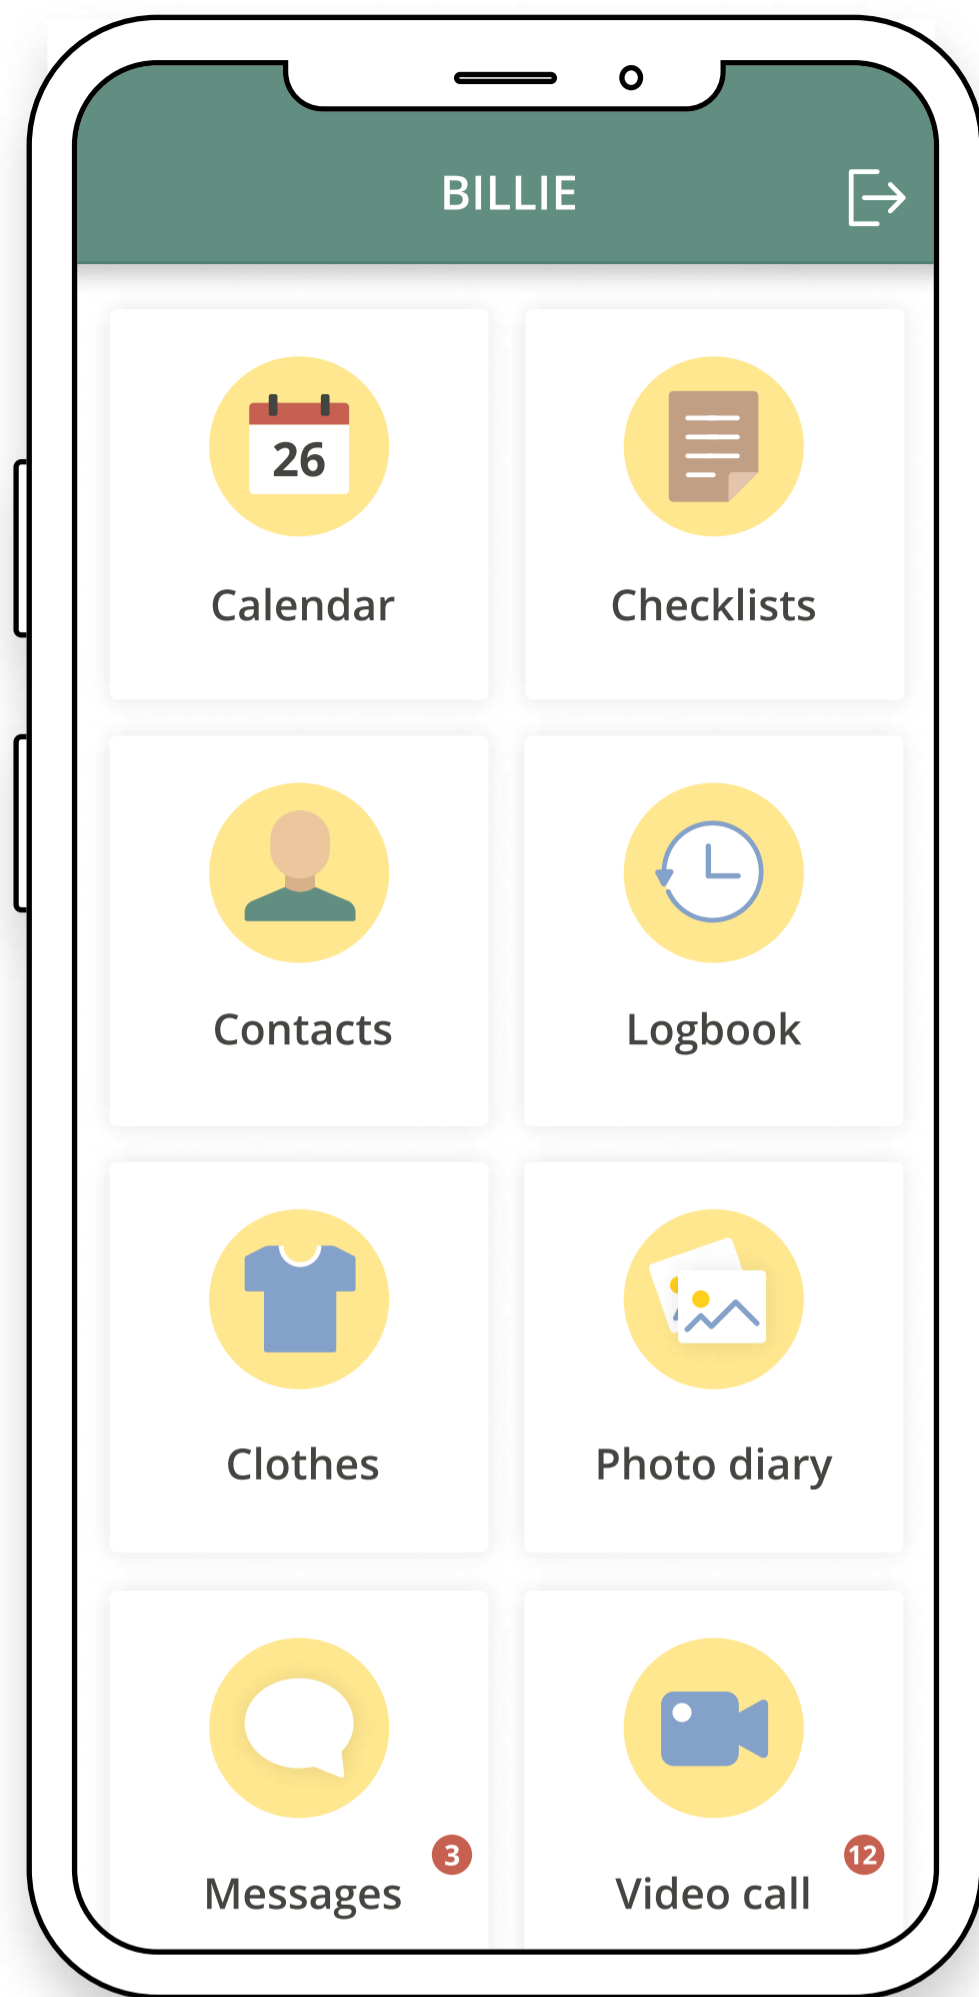 BILLIE
26
Calendar
Checklists
Contacts
Logbook
Clothes
Photo diary
3
Messages
12
Video call